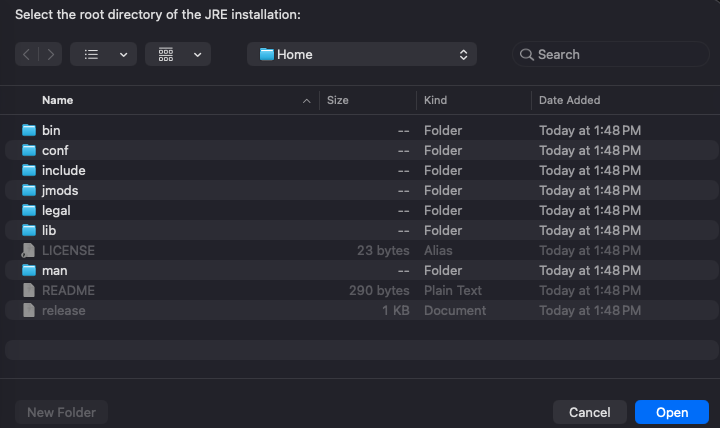 Select the root directory of the JRE installation:
Home Search
Name Size Kind Date Added
bin -- Folder Today at 1:48 PM
conf -- Folder Today at 1:48 PM
include -- Folder Today at 1:48 PM
jmods -- Folder Today at 1:48 PM
legal -- Folder Today at 1:48 PM
lib -- Folder Today at 1:48 PM
LICENSE 23 bytes Alias Today at 1:48 PM
man -- Folder Today at 1:48 PM
README 290 bytes Plain Text Today at 1:48 PM
release 1 KB Document Today at 1:48 PM
New Folder Cancel Open